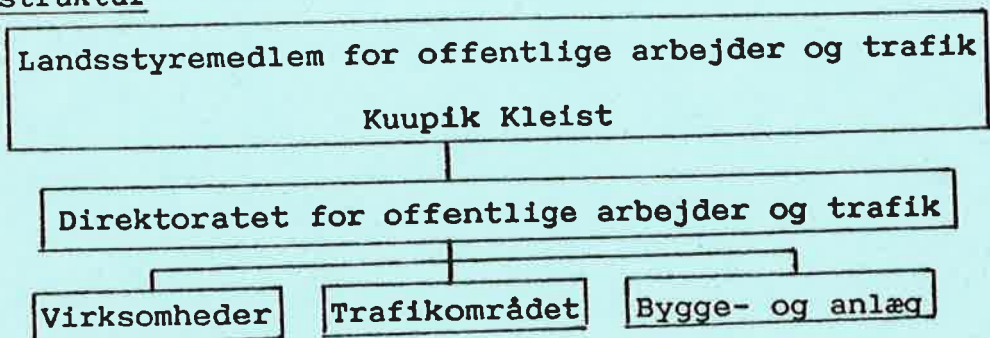 struktur
Landsstyremedlem for offentlige arbejder og trafik
Kuupik Kleist
Direktoratet for offentlige arbejder og trafik
Virksomheder
Trafikområdet
Bygge- og anlæg